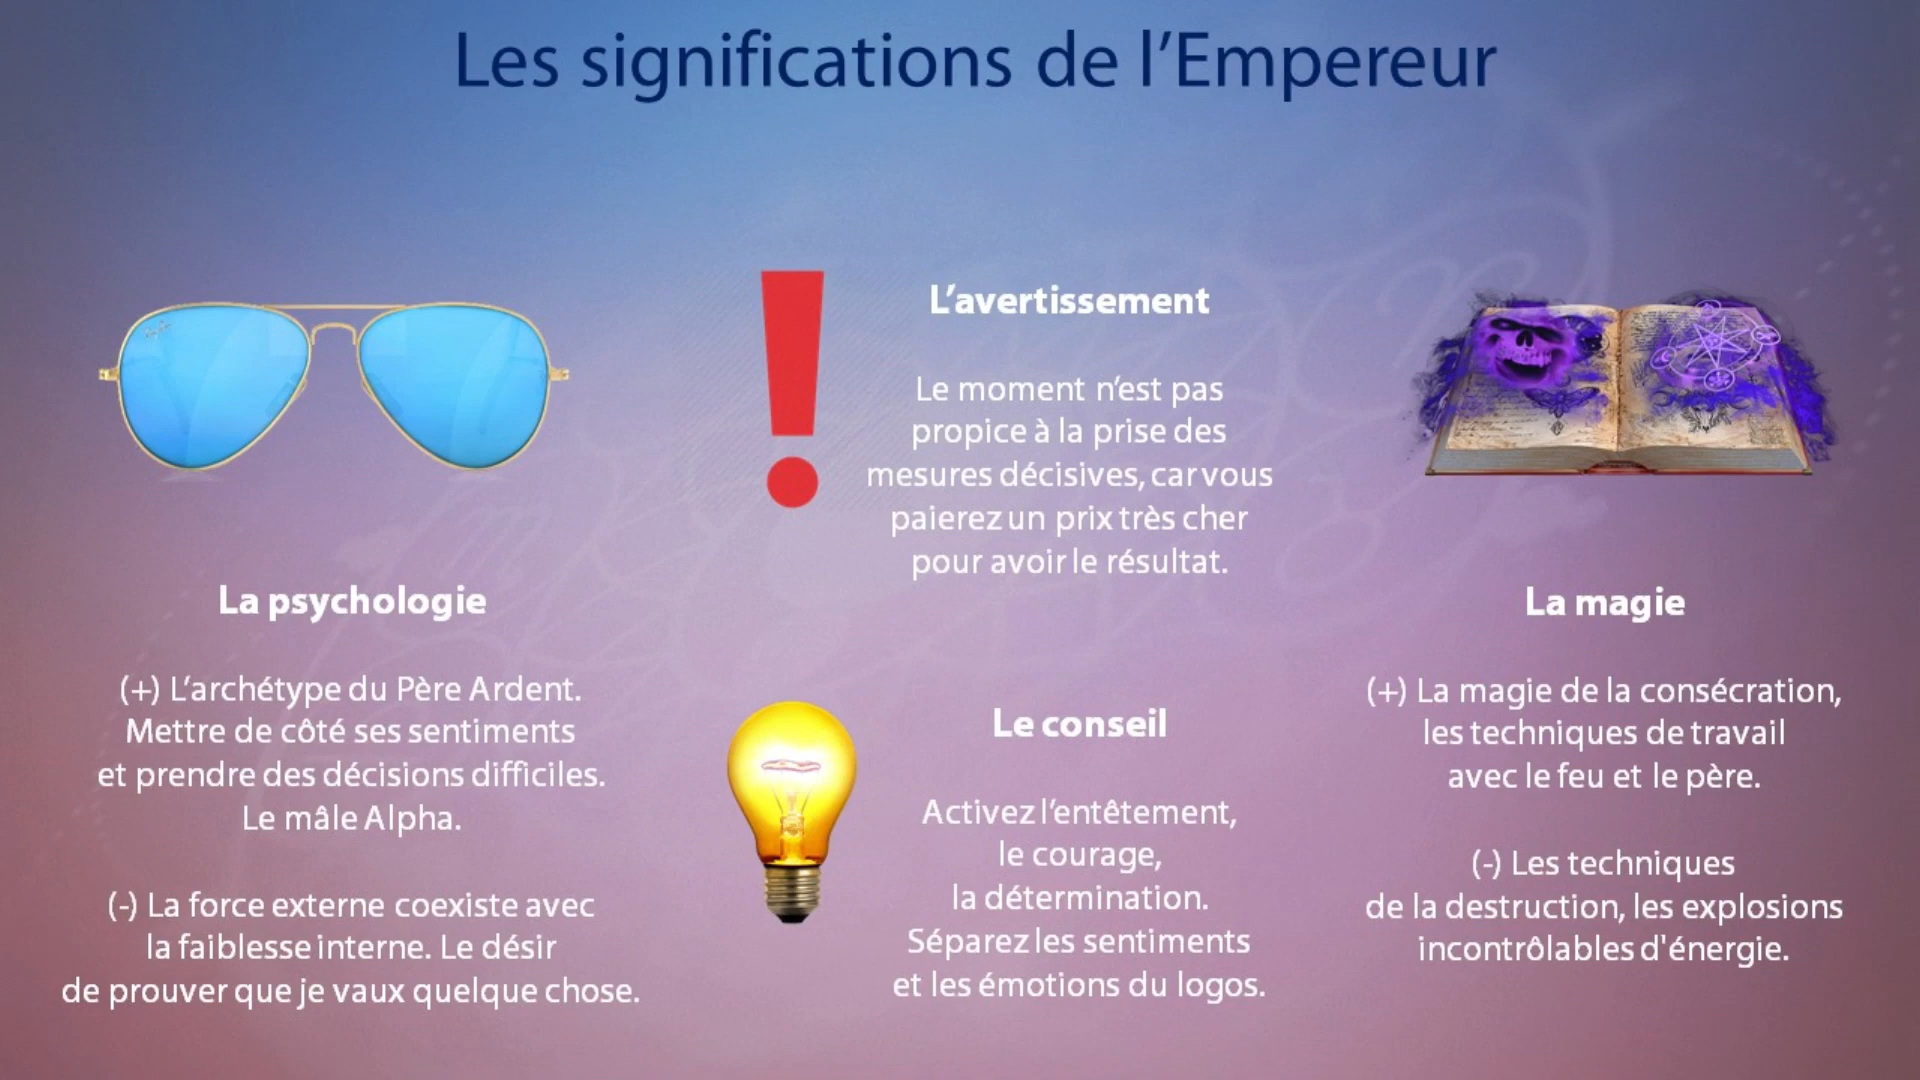 Les significations de l’Empereur
La psychologie
(+) L’archétype du Père Ardent.
Mettre de côté ses sentiments
et prendre des décisions difficiles.
Le mâle Alpha.
(-) La force externe coexiste avec
la faiblesse interne. Le désir
de prouver que je vaux quelque chose.
L’avertissement
Le moment n’est pas
propice à la prise des
mesures décisives, car vous
paierez un prix très cher
pour avoir le résultat.
Le conseil
Activez l’entêtement,
le courage,
la détermination.
Séparez les sentiments
et les émotions du logos.
La magie
(+) La magie de la consécration,
les techniques de travail
avec le feu et le père.
(-) Les techniques
de la destruction, les explosions
incontrôlables d'énergie.